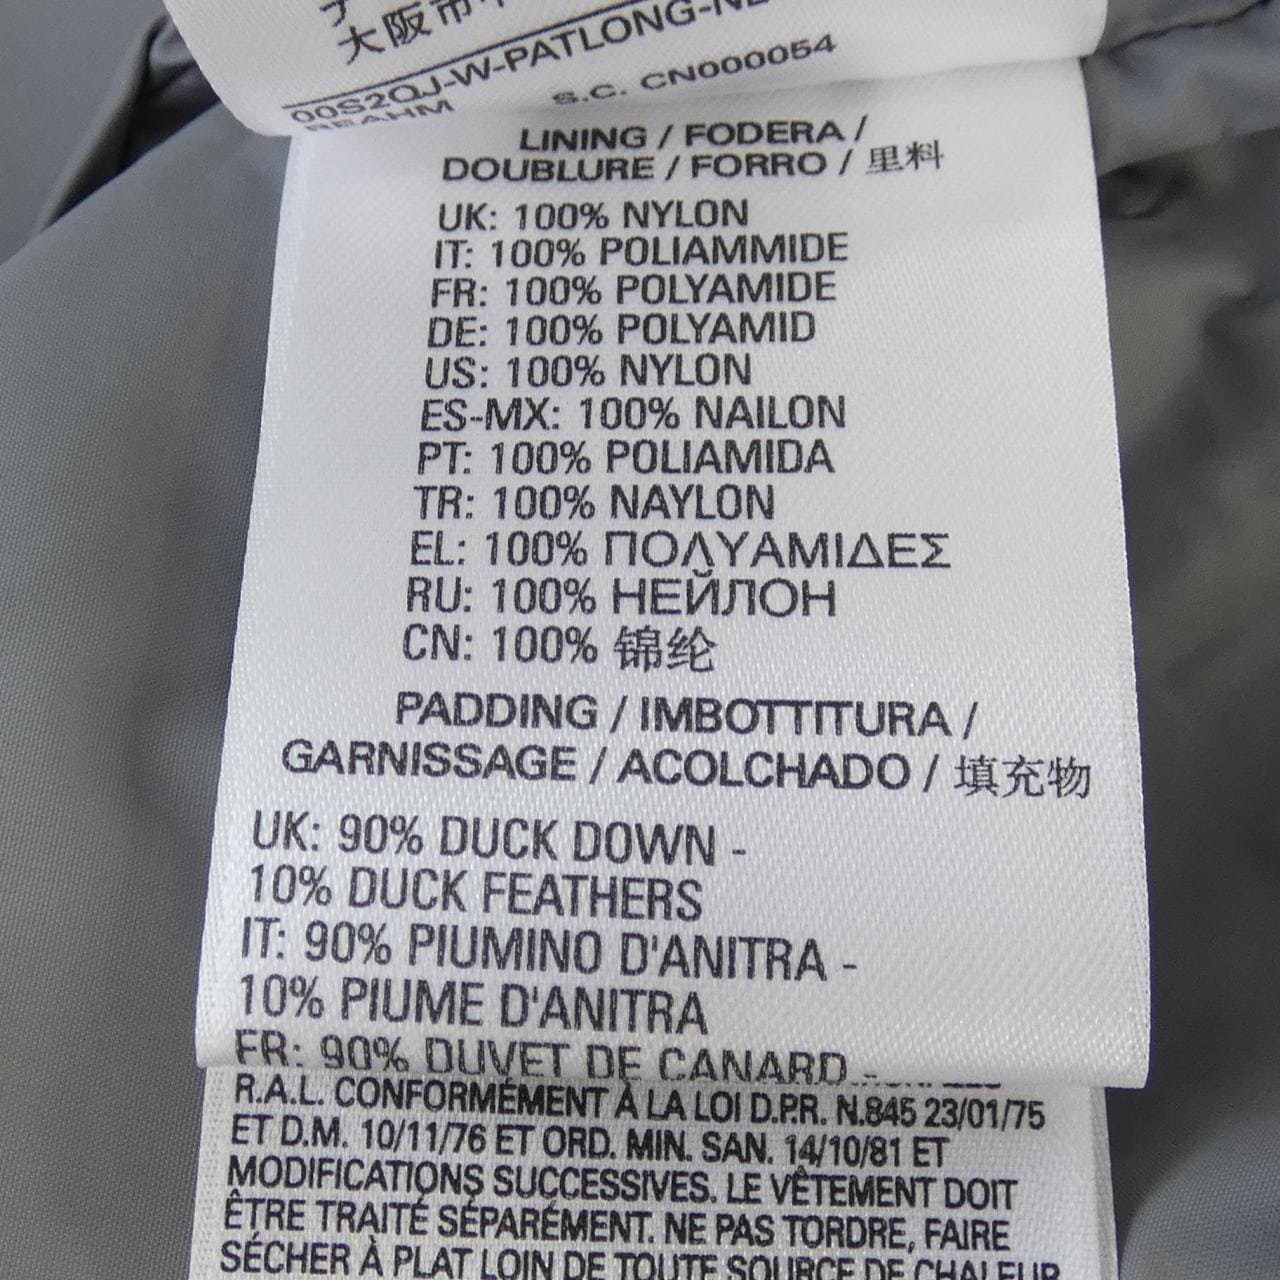 大阪市
00S2QJ-W-PATLONG-NE
REAHM S.C. CN000054
LINING / FODERA /
DOUBLURE / FORRO / 里料
UK: 100% NYLON
IT: 100% POLIAMMIDE
FR: 100% POLYAMIDE
DE: 100% POLYAMID
US: 100% NYLON
ES-MX: 100% NAILON
PT: 100% POLIAMIDA
TR: 100% NAYLON
EL: 100% ΠΟΛΥΑΜΙΔΕΣ
RU: 100% НЕЙЛОН
CN: 100% 锦纶
PADDING / IMBOTTITURA /
GARNISSAGE / ACOLCHADO / 填充物
UK: 90% DUCK DOWN -
10% DUCK FEATHERS
IT: 90% PIUMINO D'ANITRA -
10% PIUME D'ANITRA
FR: 90% DUVET DE CANARD -
R.A.L. CONFORMÉMENT À LA LOI D.P.R. N.845 23/01/75
ET D.M. 10/11/76 ET ORD. MIN. SAN. 14/10/81 ET
MODIFICATIONS SUCCESSIVES. LE VÊTEMENT DOIT
ÊTRE TRAITÉ SÉPARÉMENT. NE PAS TORDRE, FAIRE
SÉCHER À PLAT LOIN DE TOUTE SOURCE DE CHALEUR